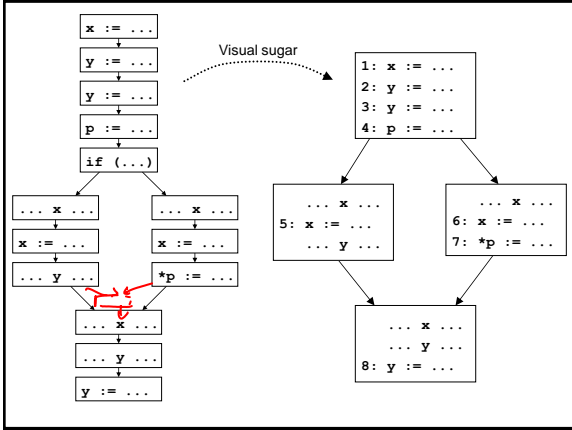 x := ...
y := ...
y := ...
p := ...
if (...)
... x ...
x := ...
... y ...
... x ...
x := ...
*p := ...
... x ...
... y ...
y := ...
Visual sugar
1: x := ...
2: y := ...
3: y := ...
4: p := ...
... x ...
5: x := ...
... y ...
... x ...
6: x := ...
7: *p := ...
... x ...
... y ...
8: y := ...